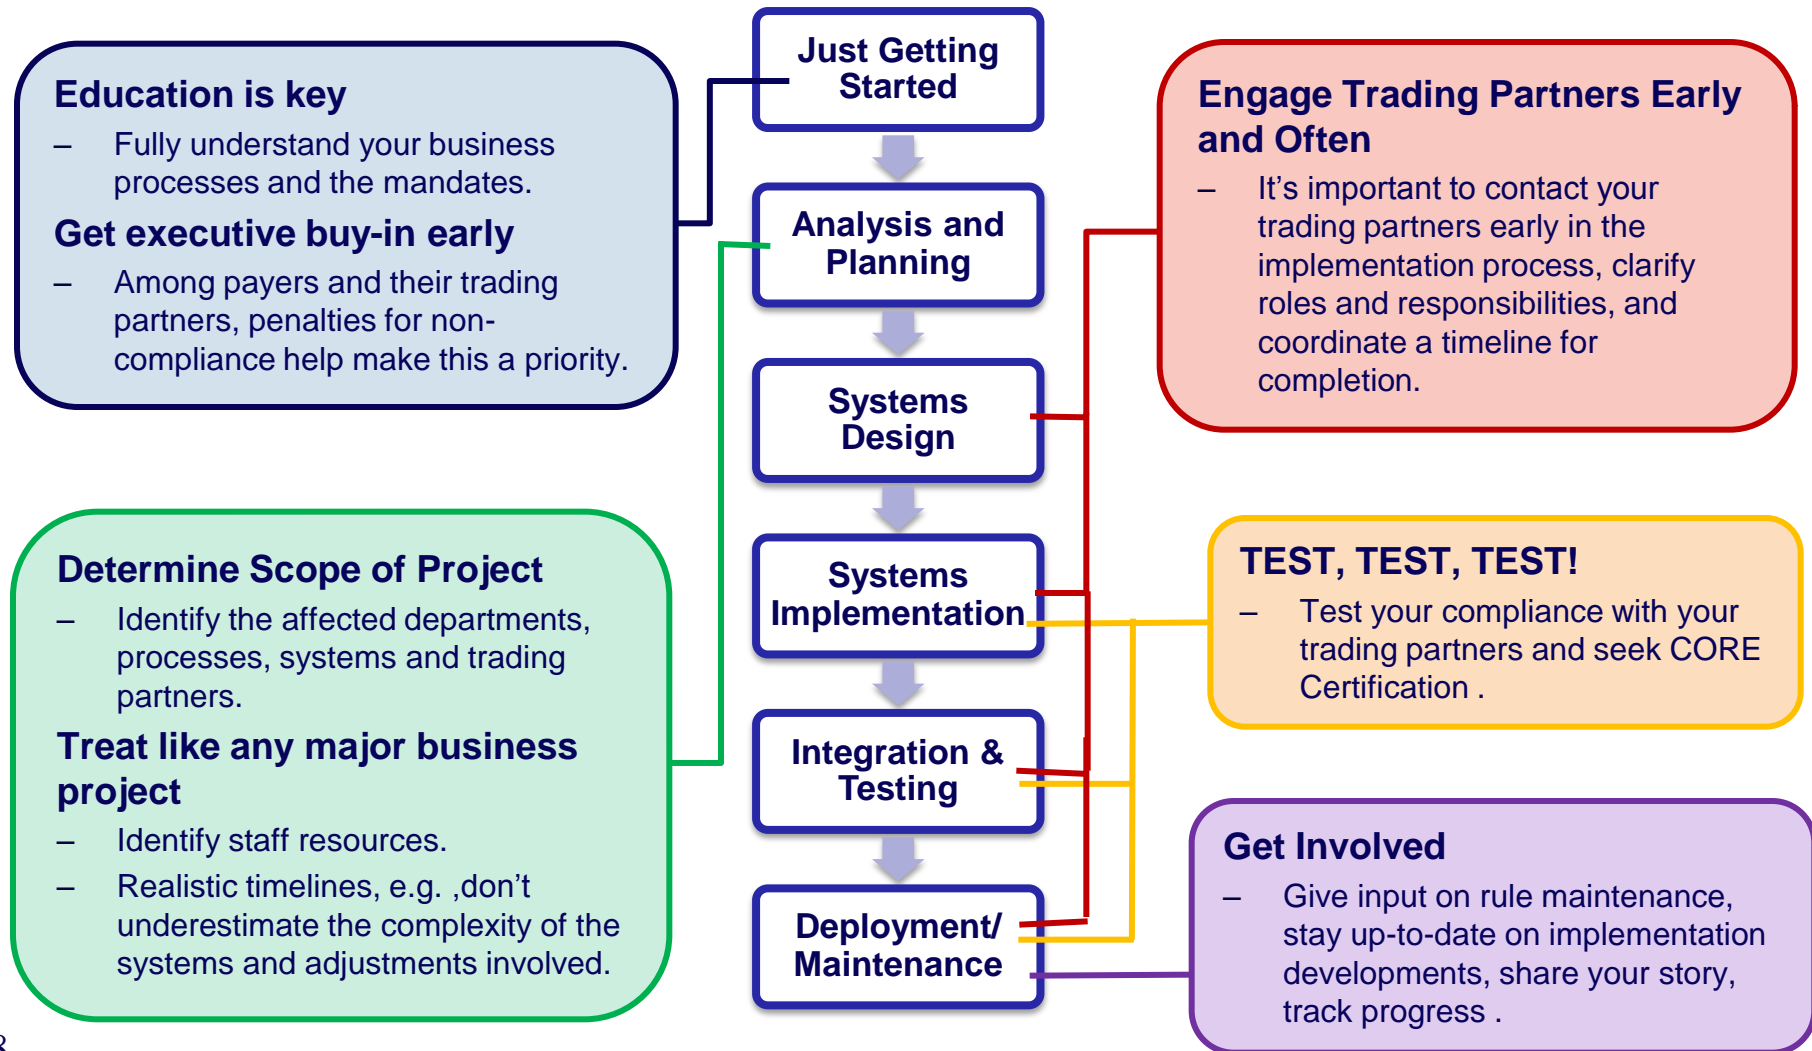 Just Getting
Started
Education is key
– Fully understand your business
processes and the mandates.
Get executive buy-in early
– Among payers and their trading
partners, penalties for non-
compliance help make this a priority.
Engage Trading Partners Early
and Often
– It’s important to contact your
trading partners early in the
implementation process, clarify
roles and responsibilities, and
coordinate a timeline for
completion.
Analysis and
Planning
Systems
Design
Determine Scope of Project
– Identify the affected departments,
processes, systems and trading
partners.
Treat like any major business
project
– Identify staff resources.
– Realistic timelines, e.g. ,don’t
underestimate the complexity of the
systems and adjustments involved.
Systems
Implementation
TEST, TEST, TEST!
– Test your compliance with your
trading partners and seek CORE
Certification .
Integration &
Testing
Deployment/
Maintenance
Get Involved
– Give input on rule maintenance,
stay up-to-date on implementation
developments, share your story,
track progress .